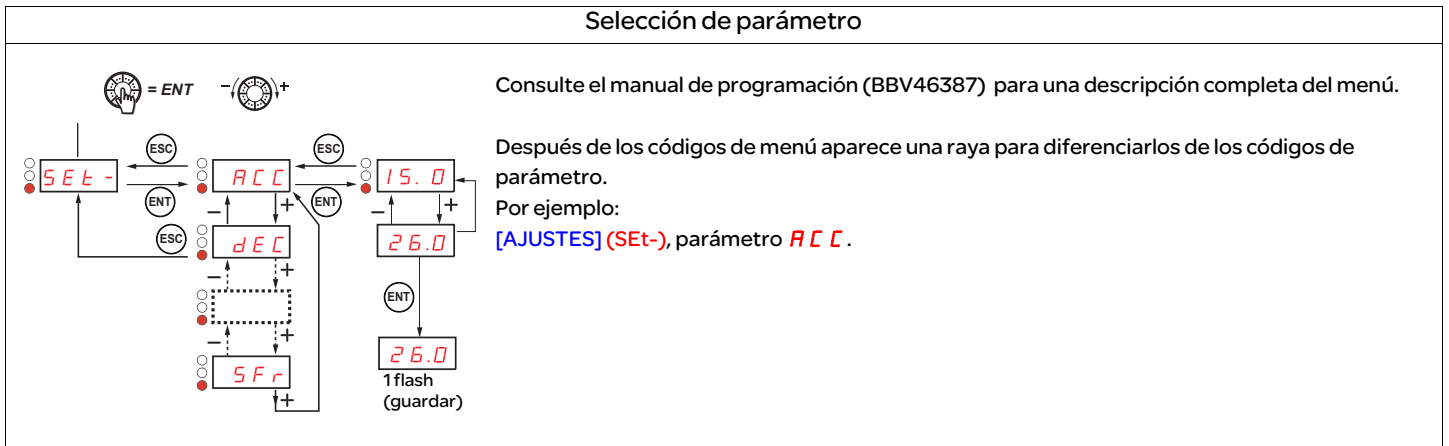 Selección de parámetro
= ENT - +
Consulte el manual de programación (BBV46387) para una descripción completa del menú.
Después de los códigos de menú aparece una raya para diferenciarlos de los códigos de
parámetro.
Por ejemplo:
[AJUSTES] (SEt-), parámetro ACC.
ESC
ESC
SEt-
ACC
15.0
ENT
ENT
- +
- +
ESC
dEC
26.0
- +
ENT
- +
SFr
26.0
+
1 flash
(guardar)